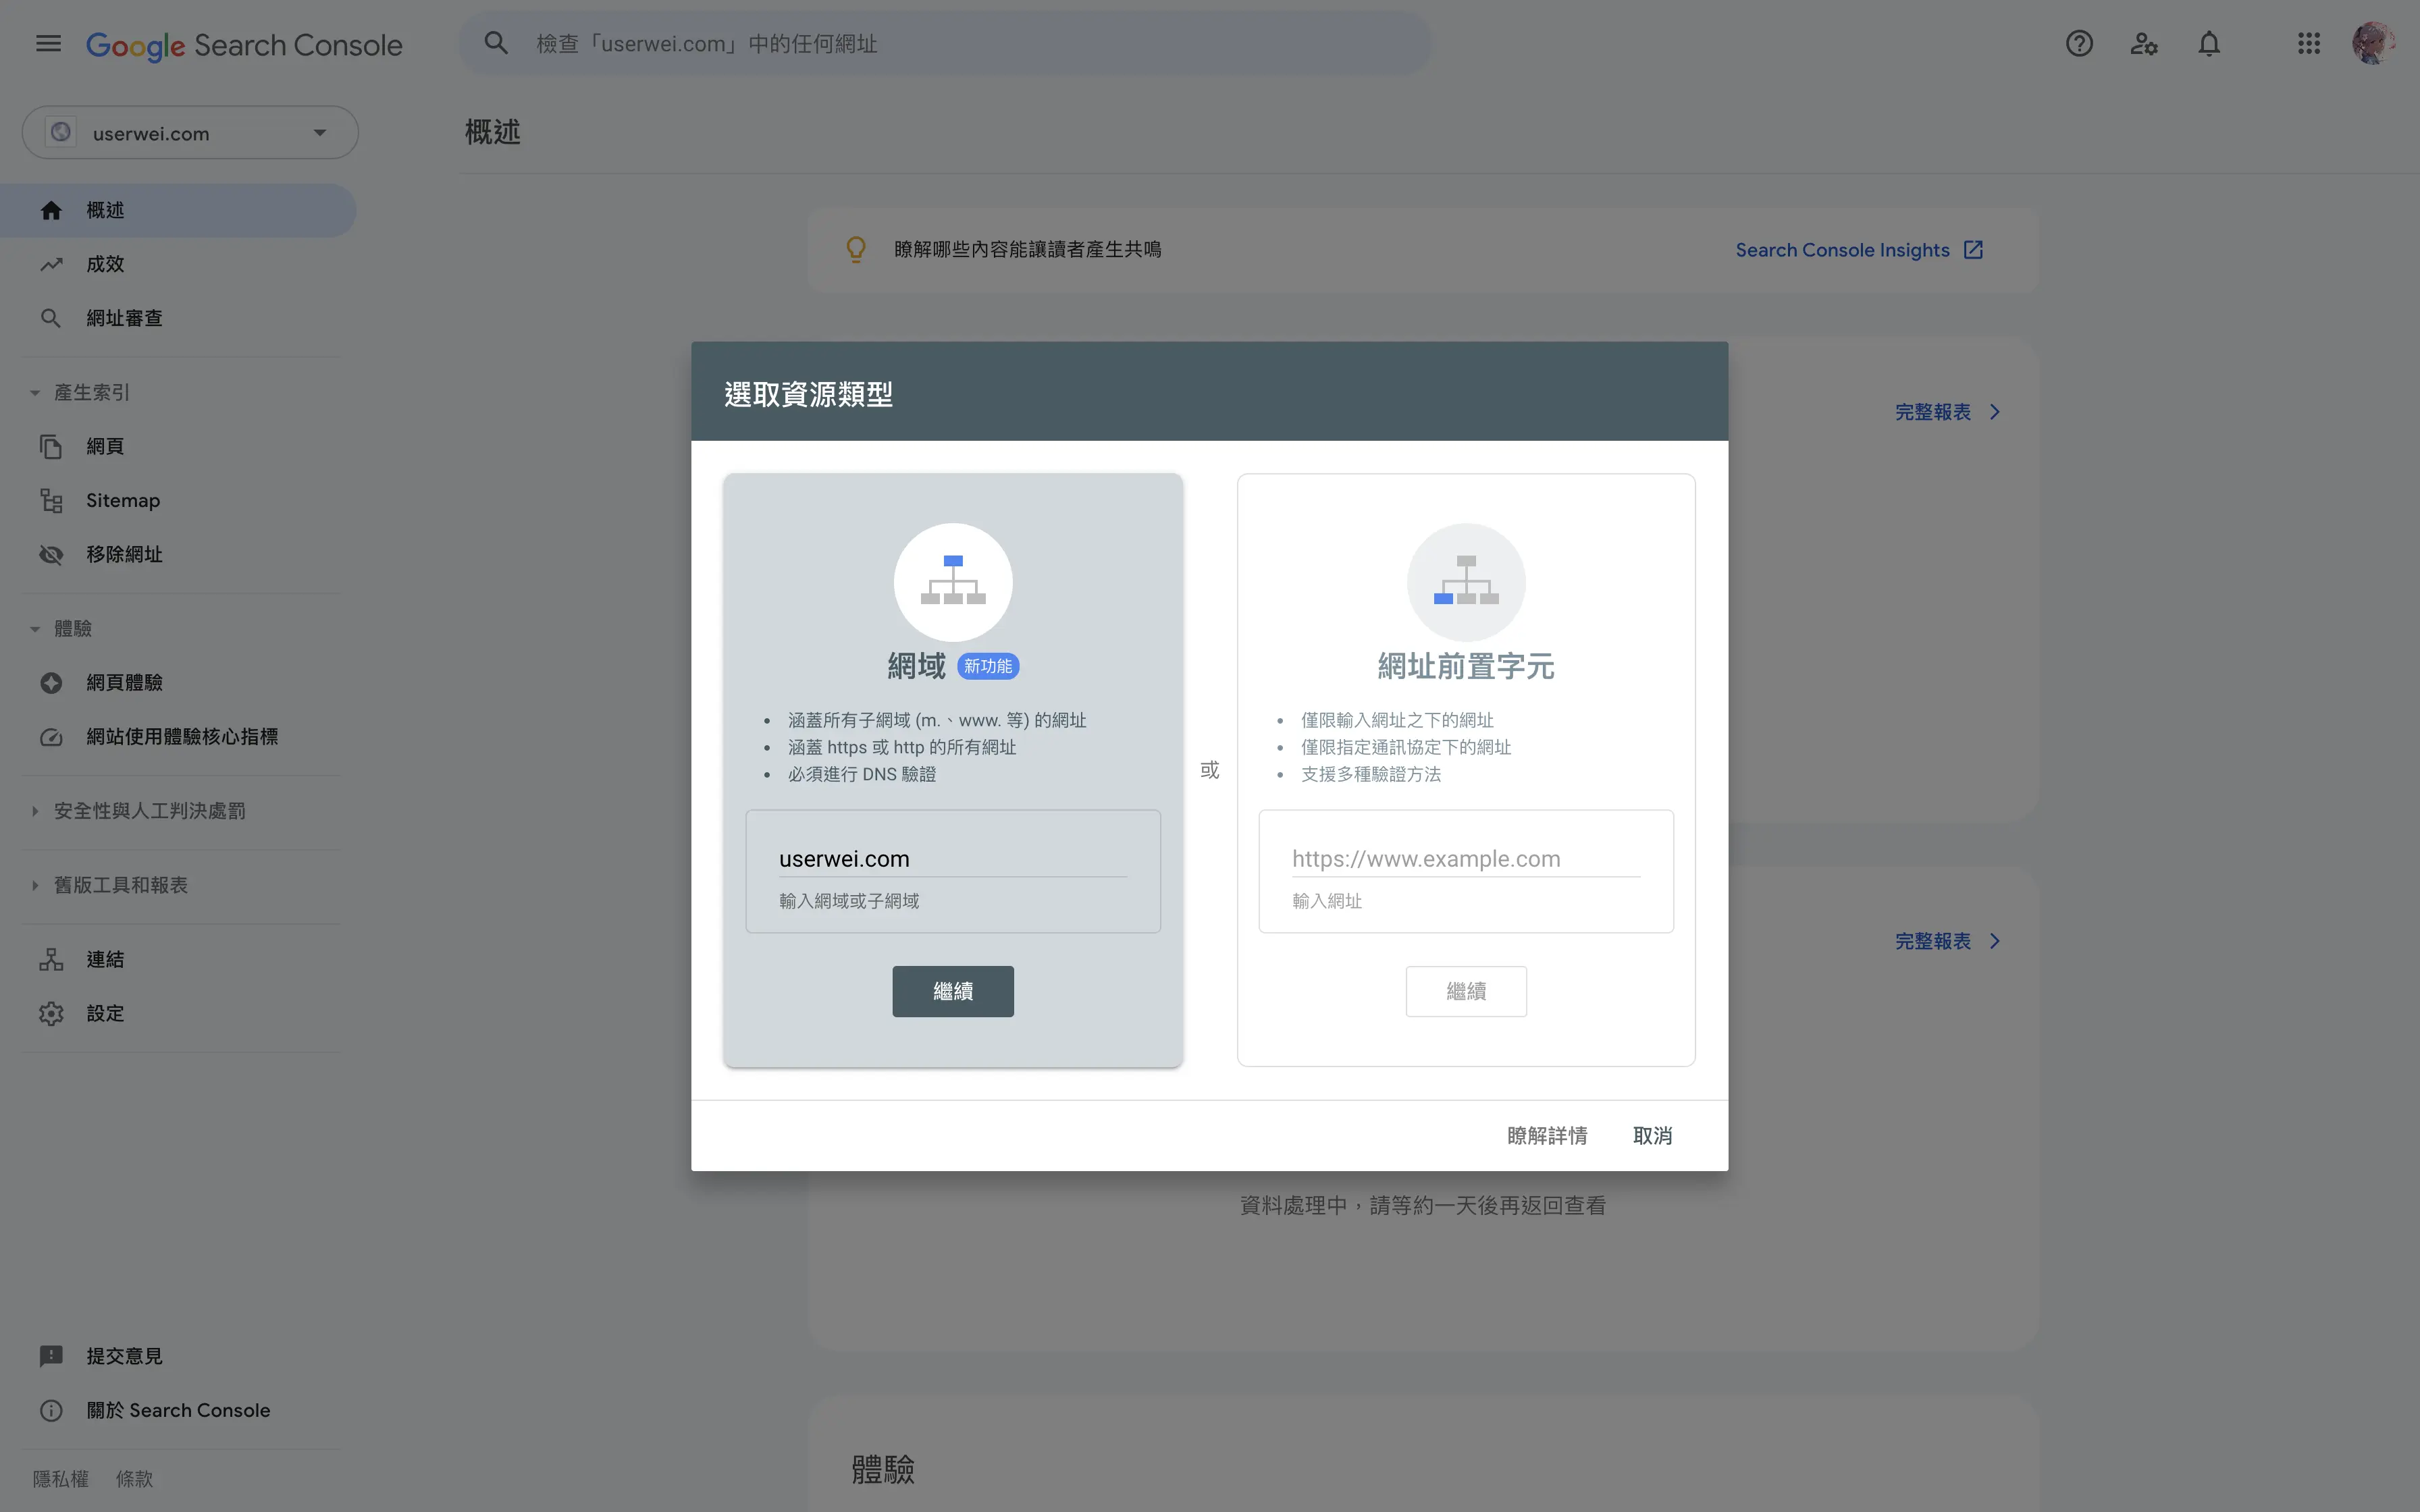 Google Search Console
檢查「userwei.com」中的任何網址
userwei.com
概述
成效
網址審查
產生索引
網頁
Sitemap
移除網址
體驗
網頁體驗
網站使用體驗核心指標
安全性與人工判決處罰
舊版工具和報表
連結
設定
提交意見
關於 Search Console
隱私權 條款
概述
瞭解哪些內容能讓讀者產生共鳴
Search Console Insights
完整報表
選取資源類型
網域 新功能
涵蓋所有子網域 (m.、www. 等) 的網址
涵蓋 https 或 http 的所有網址
必須進行 DNS 驗證
userwei.com
輸入網域或子網域
繼續
或
網址前置字元
僅限輸入網址之下的網址
僅限指定通訊協定下的網址
支援多種驗證方法
https://www.example.com
輸入網址
繼續
瞭解詳情 取消
完整報表
資料處理中，請等約一天後再返回查看
體驗